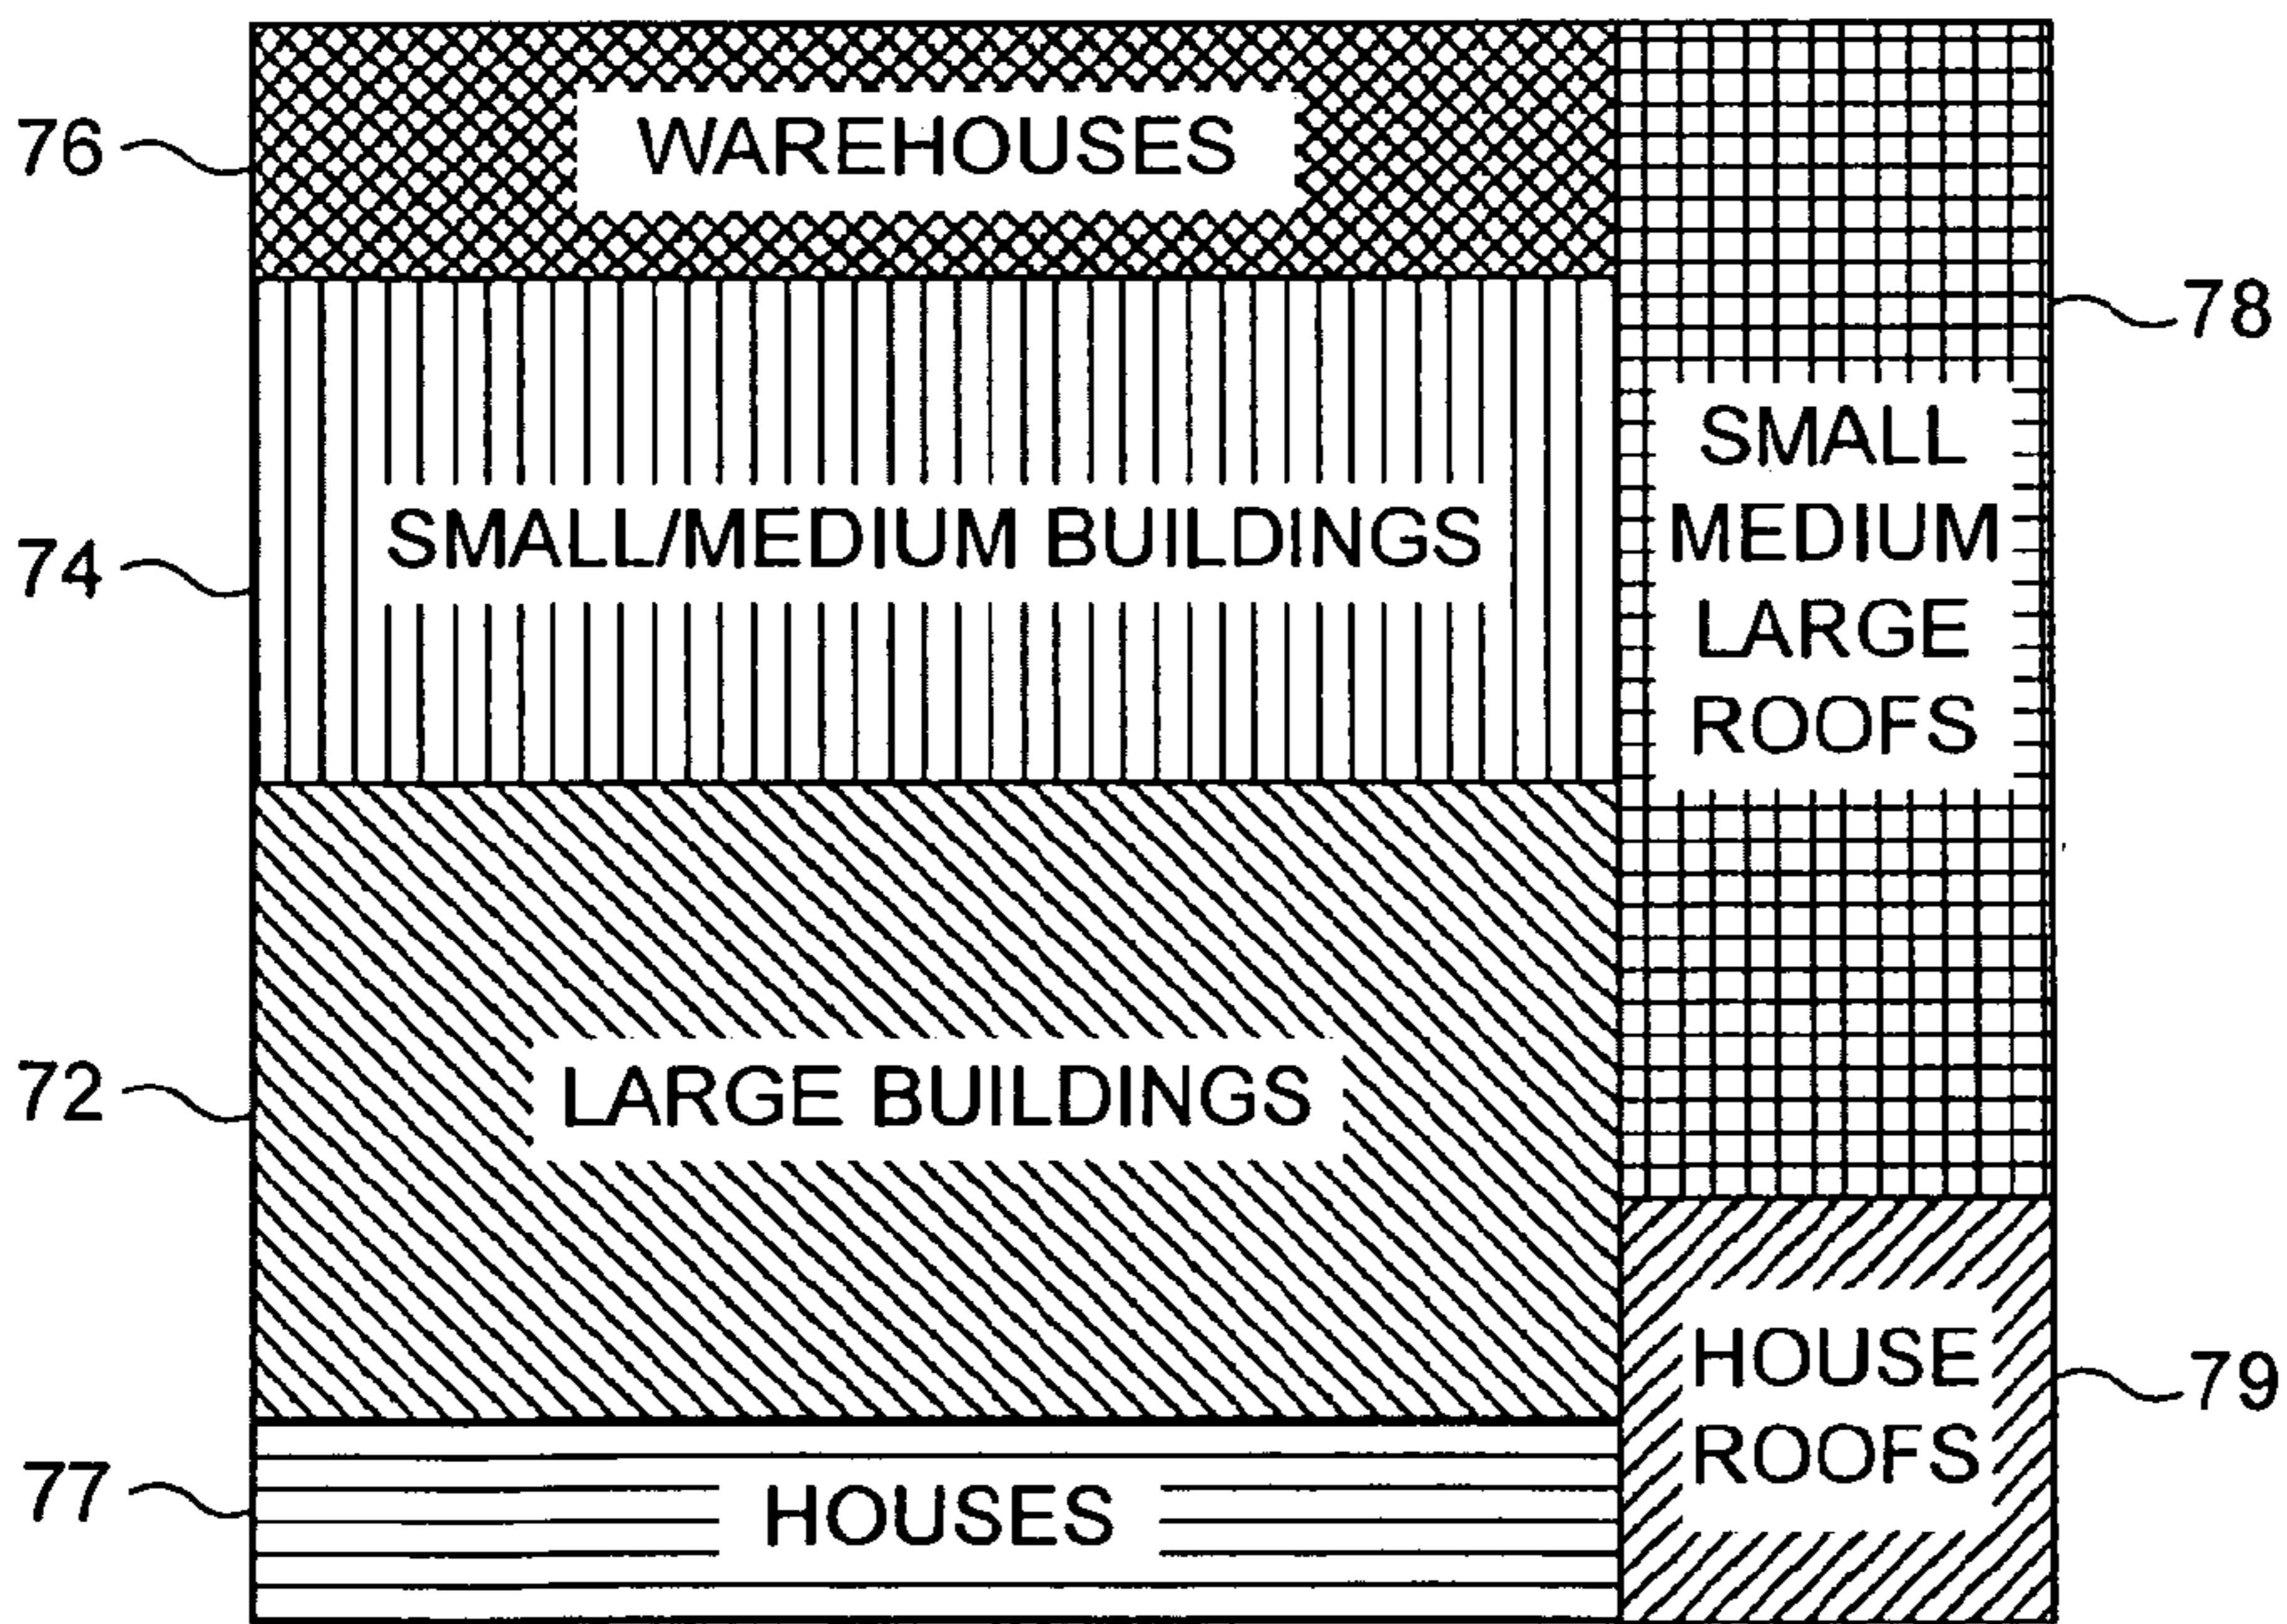 76
WAREHOUSES
78
SMALL
MEDIUM
LARGE
ROOFS
74
SMALL/MEDIUM BUILDINGS
72
LARGE BUILDINGS
HOUSE
ROOFS
79
77
HOUSES